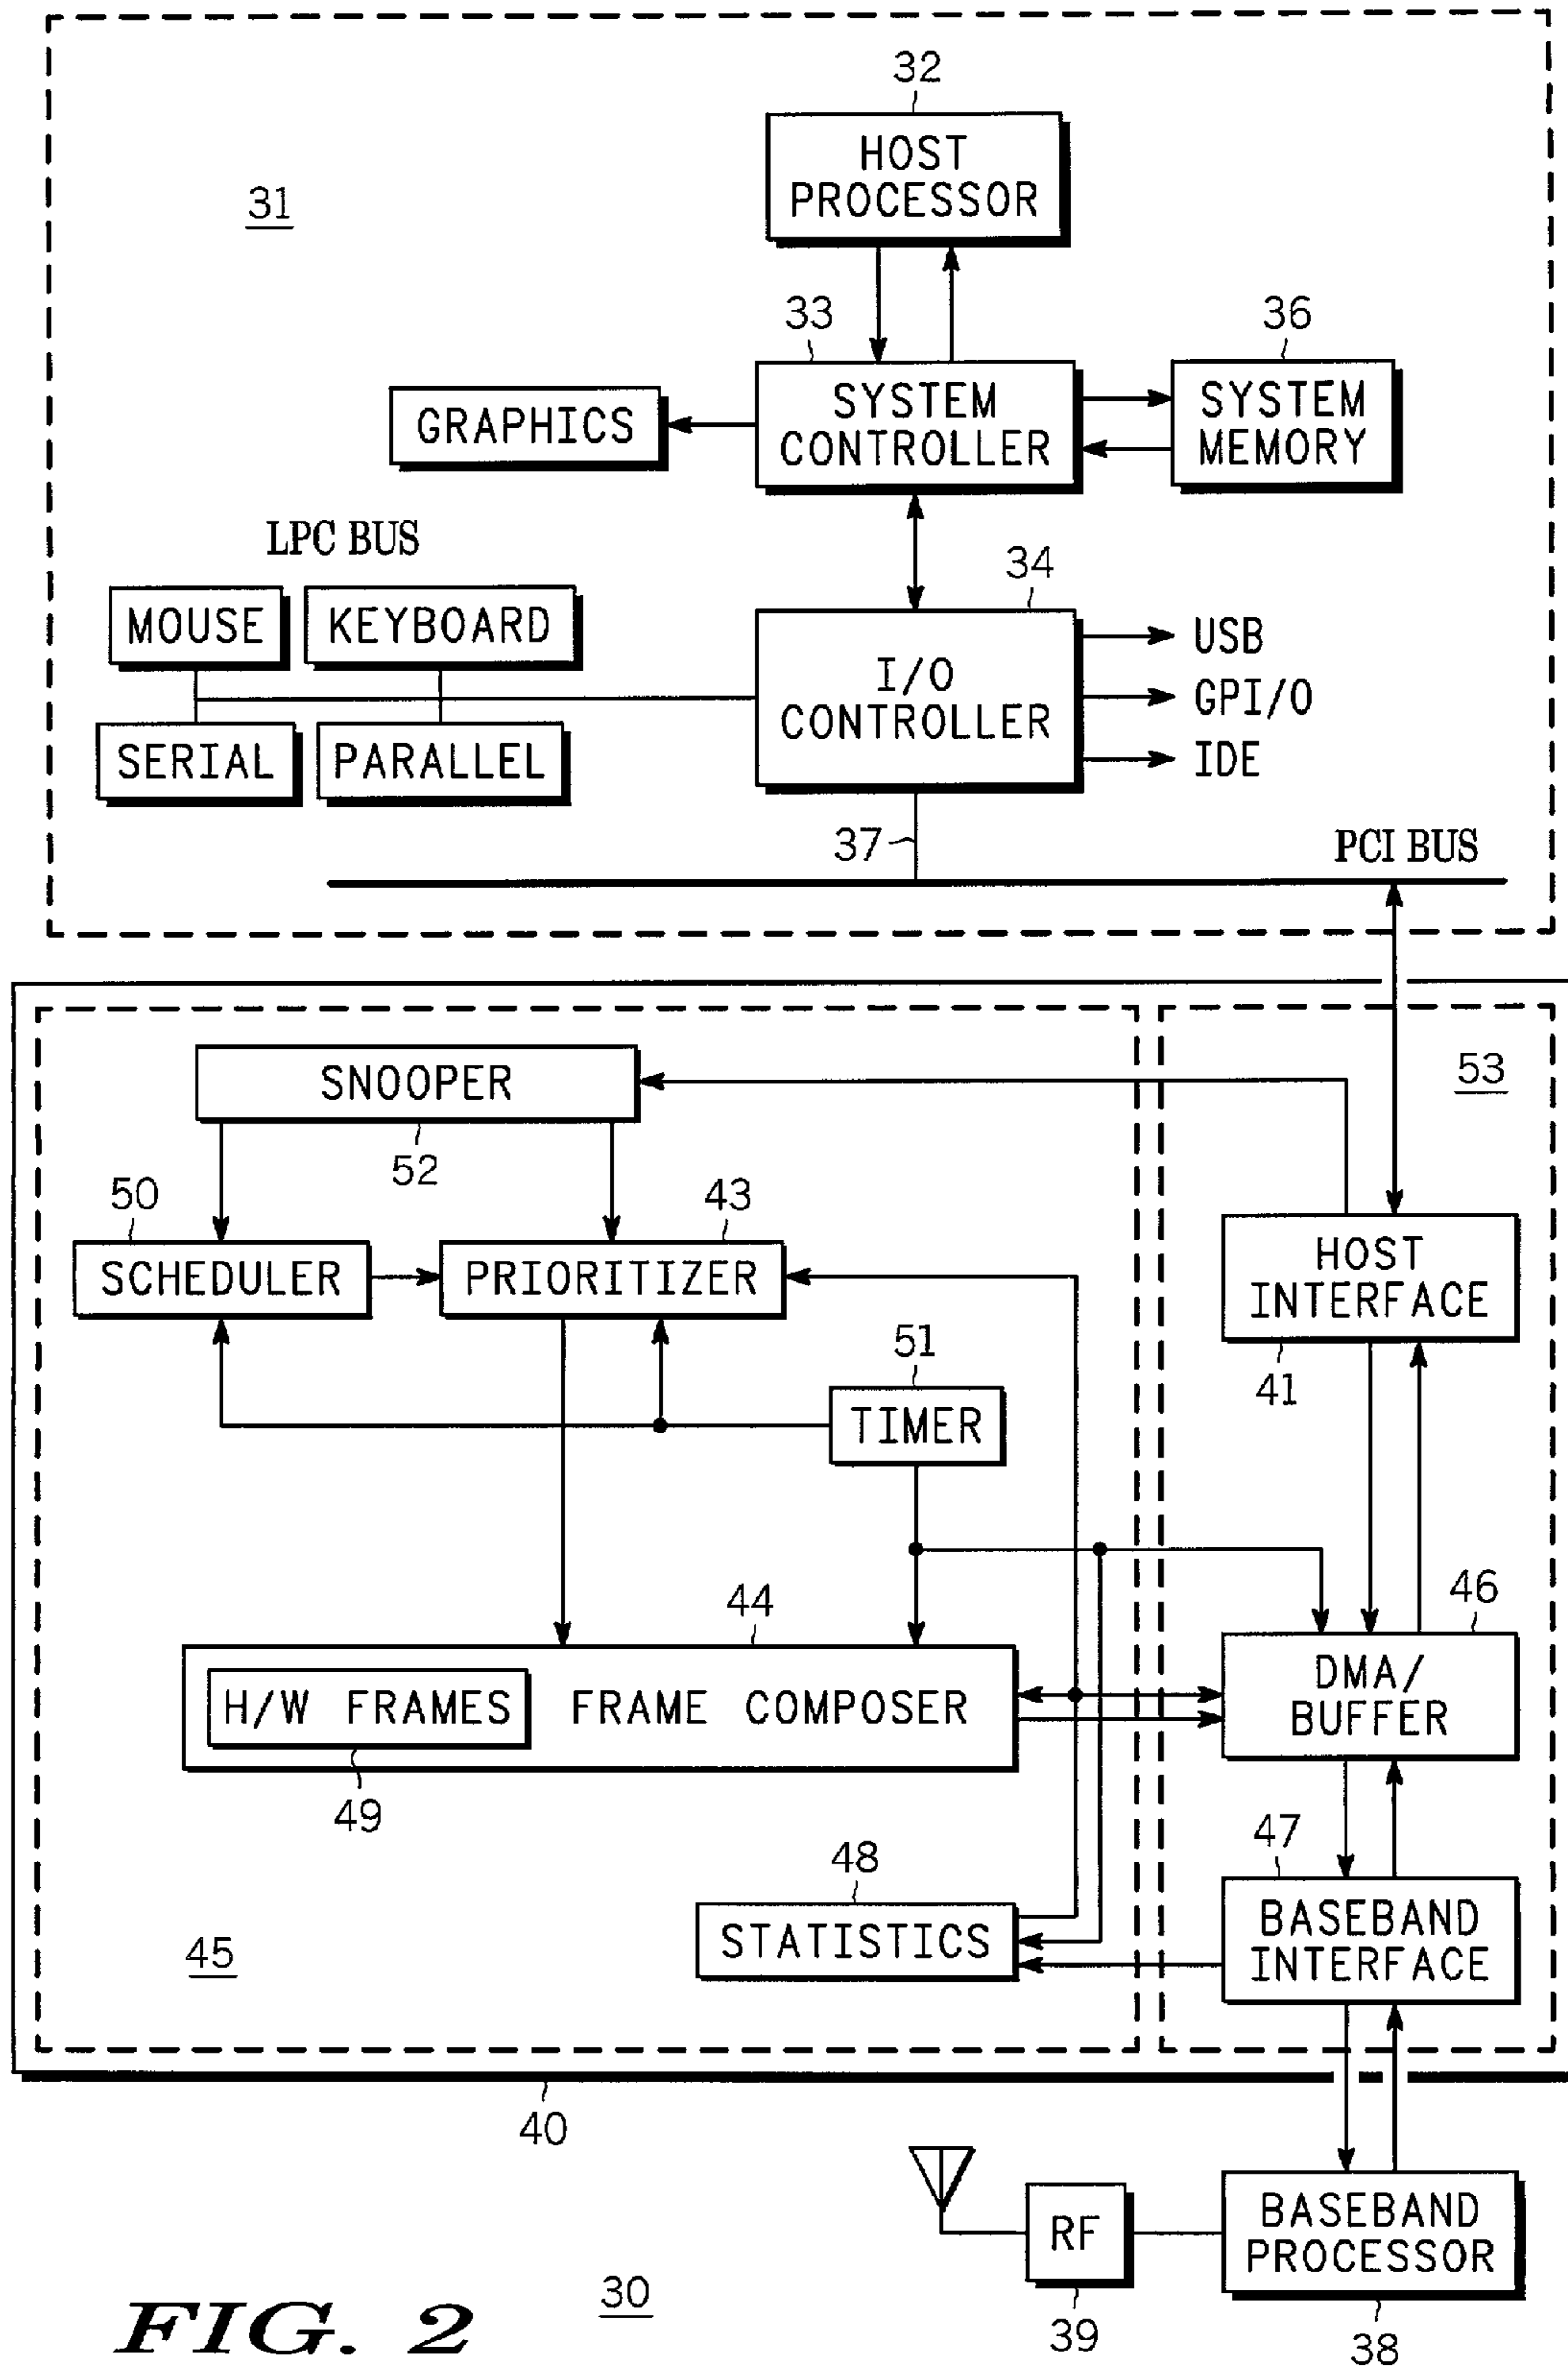 32
HOST
PROCESSOR
31
33
36
GRAPHICS
SYSTEM
CONTROLLER
SYSTEM
MEMORY
LPC BUS
34
MOUSE
KEYBOARD
I/O
CONTROLLER
USB
GPI/O
IDE
SERIAL
PARALLEL
37
PCI BUS
SNOOPER
53
52
50
43
SCHEDULER
PRIORITIZER
HOST
INTERFACE
51
41
TIMER
44
46
H/W FRAMES
FRAME COMPOSER
DMA/
BUFFER
49
47
48
STATISTICS
BASEBAND
INTERFACE
45
40
RF
BASEBAND
PROCESSOR
30
39
38
FIG. 2